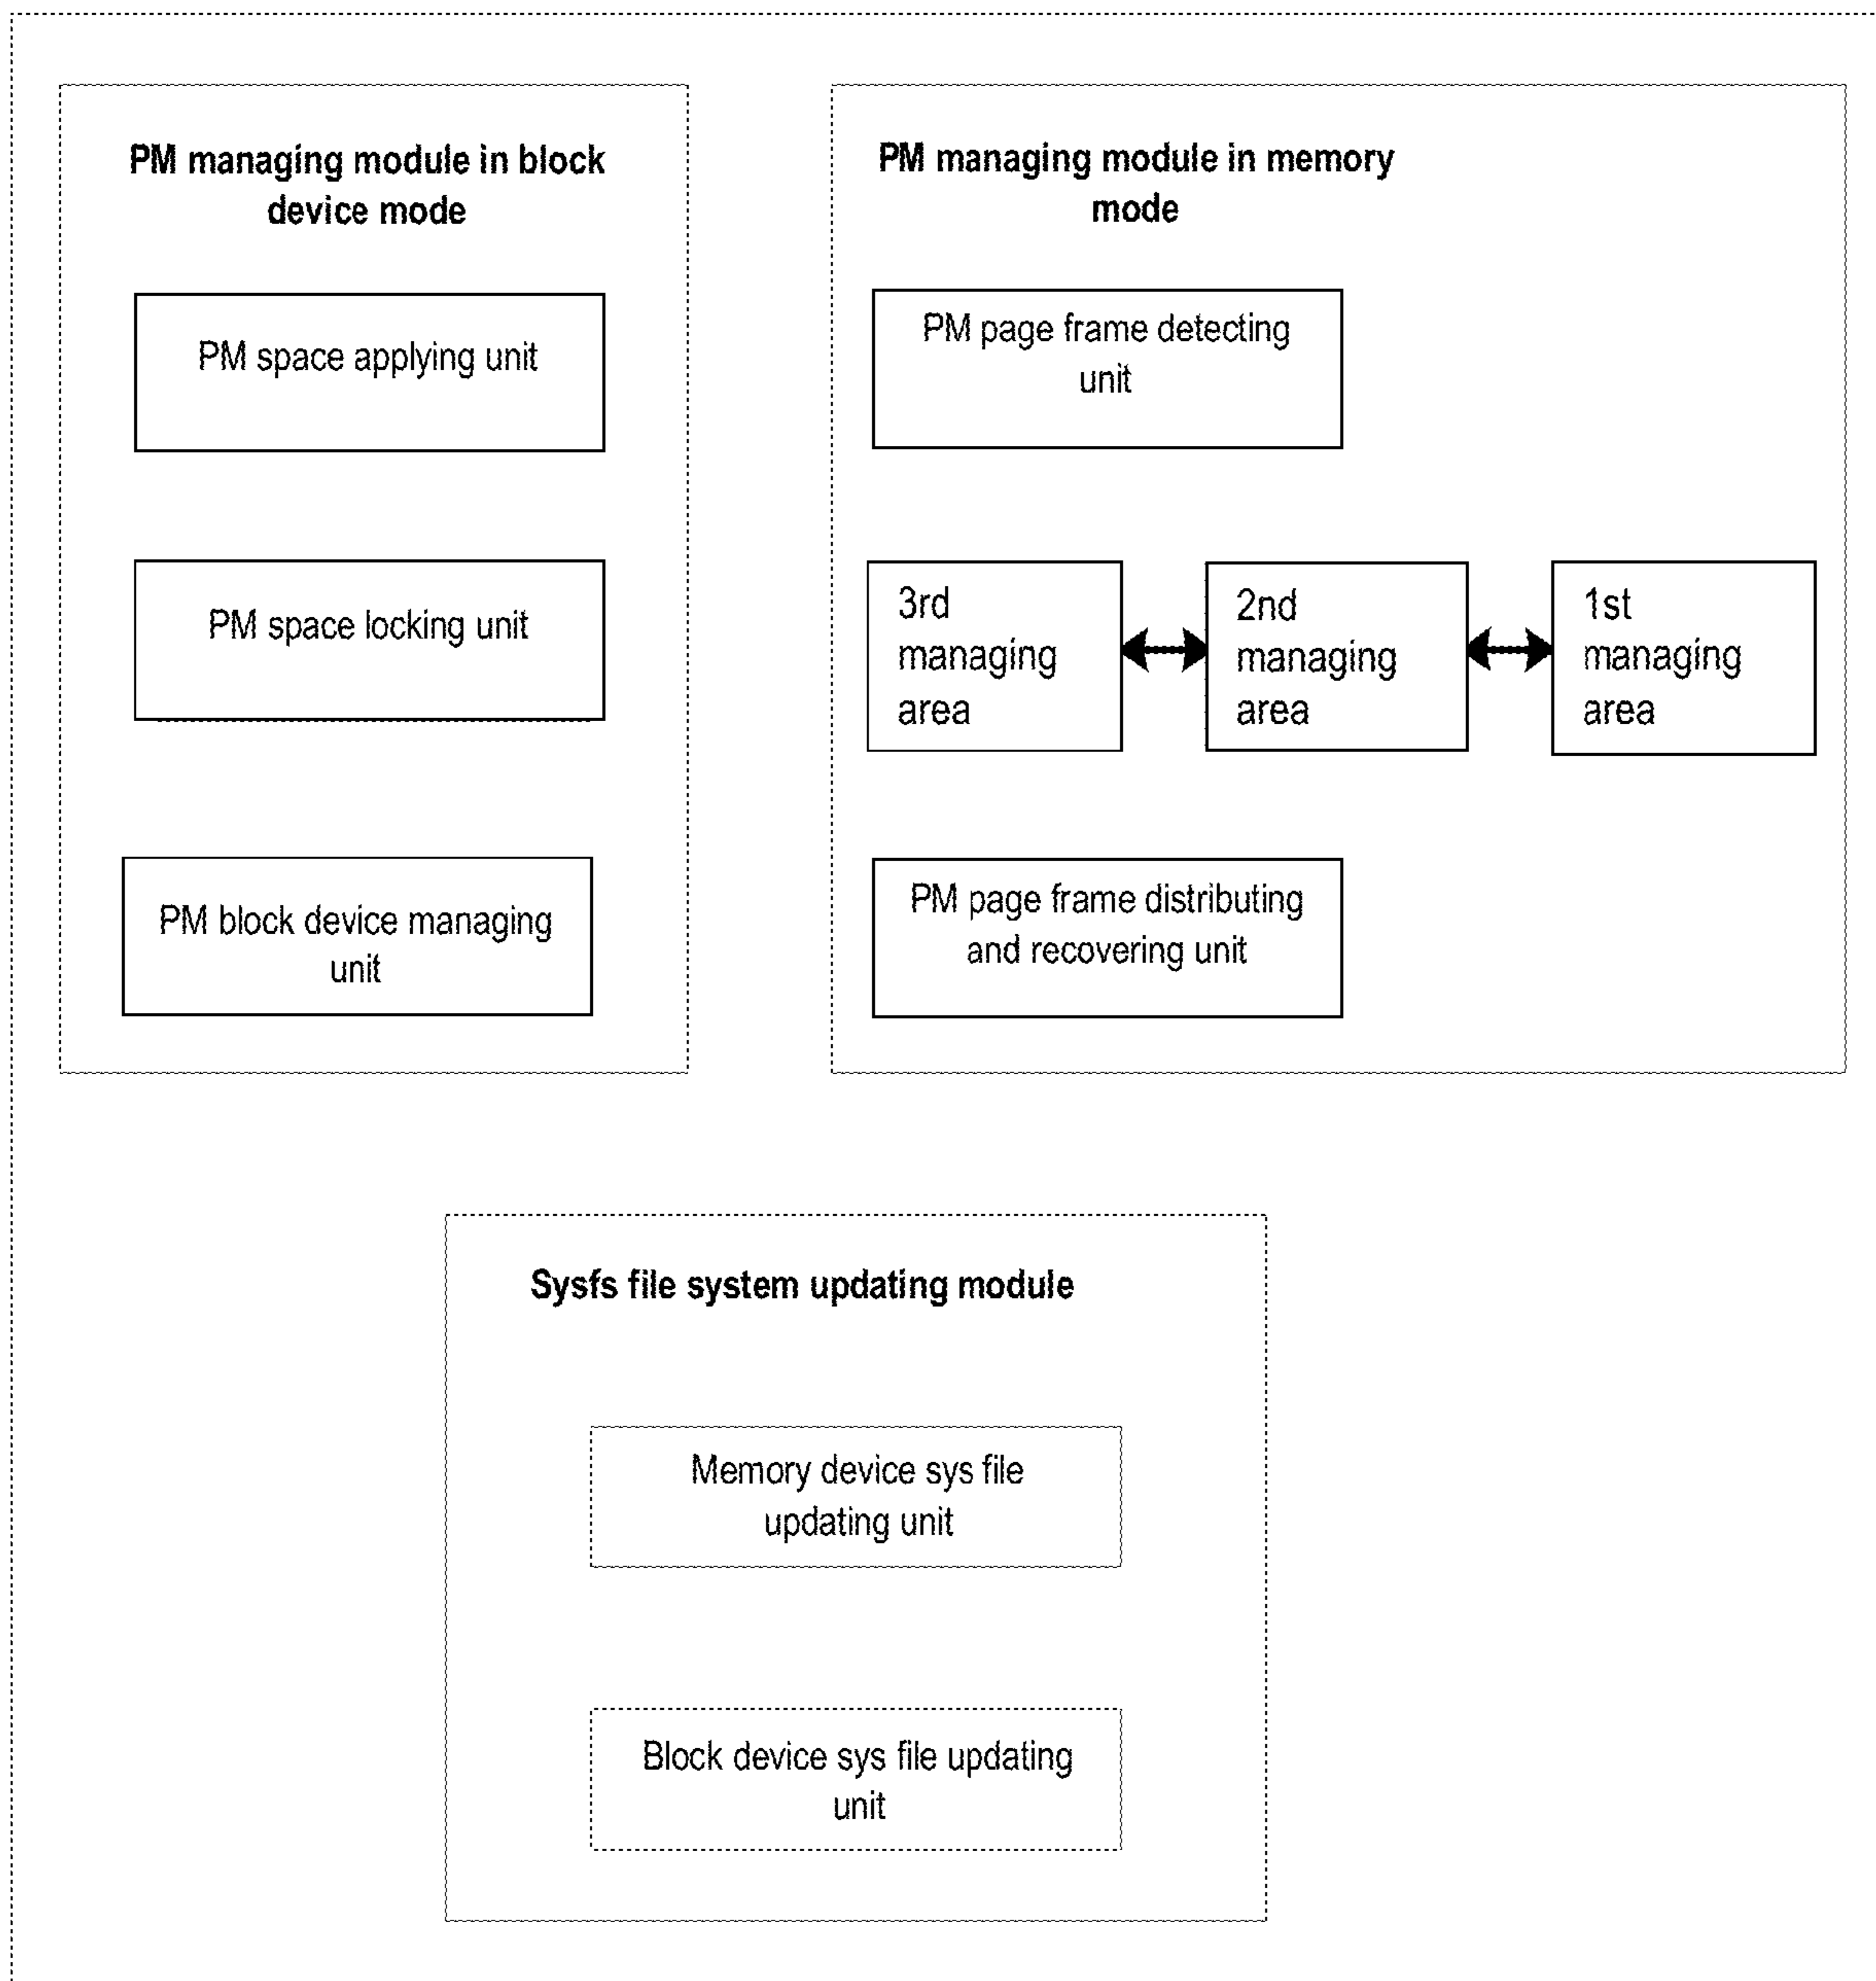 PM managing module in block
device mode
PM space applying unit
PM space locking unit
PM block device managing
unit
PM managing module in memory
mode
PM page frame detecting
unit
3rd
managing
area
2nd
managing
area
1st
managing
area
PM page frame distributing
and recovering unit
Sysfs file system updating module
Memory device sys file
updating unit
Block device sys file updating
unit